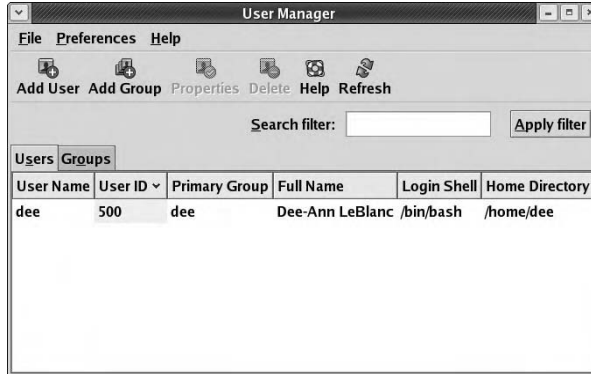 User Manager
File Preferences Help
Add User Add Group Properties Delete Help Refresh
Search filter: Apply filter
Users Groups
User Name User ID Primary Group Full Name Login Shell Home Directory
dee 500 dee Dee-Ann LeBlanc /bin/bash /home/dee